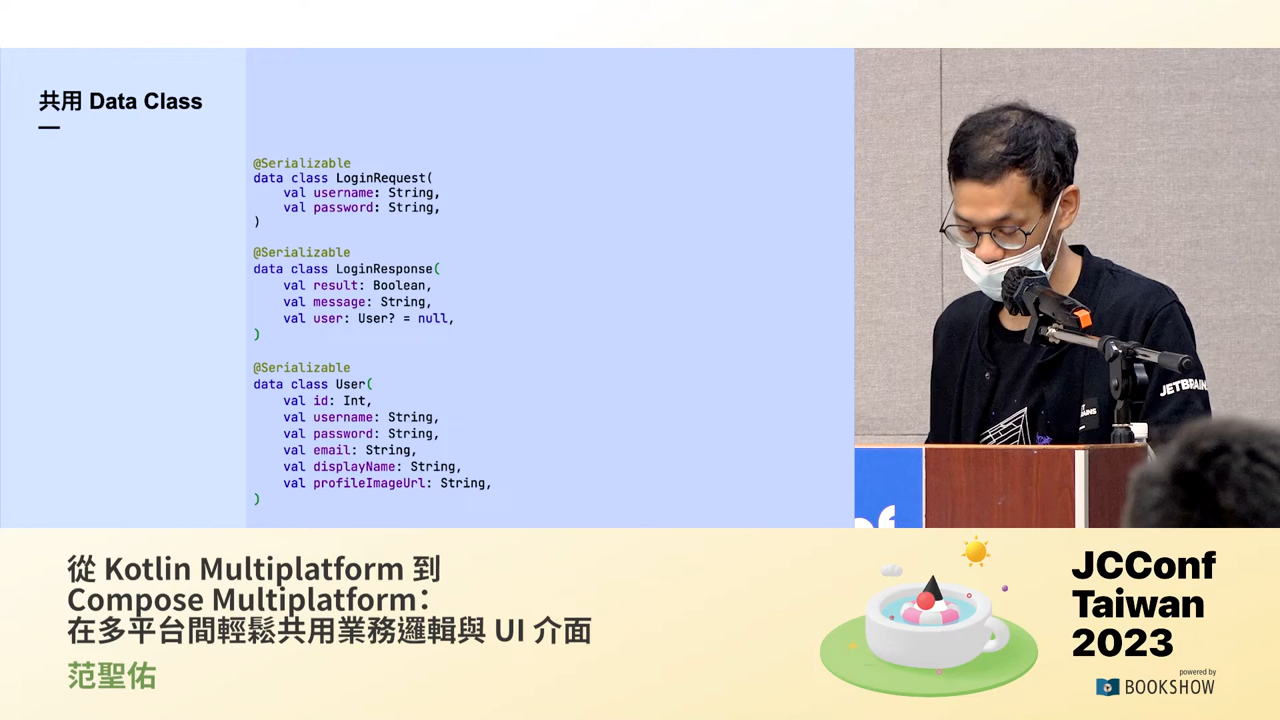 共用 Data Class
@Serializable
data class LoginRequest(
    val username: String,
    val password: String,
)
@Serializable
data class LoginResponse(
    val result: Boolean,
    val message: String,
    val user: User? = null,
)
@Serializable
data class User(
    val id: Int,
    val username: String,
    val password: String,
    val email: String,
    val displayName: String,
    val profileImageUrl: String,
)
JETBRAINS
從 Kotlin Multiplatform 到
Compose Multiplatform：
在多平台間輕鬆共用業務邏輯與 UI 介面
范聖佑
JCConf
Taiwan
2023
powered by
BOOKSHOW